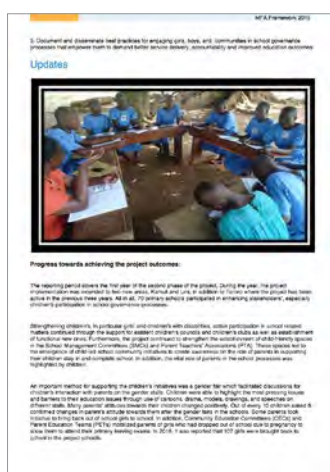 MFA Framework 2015
3. Document and disseminate best practices for engaging girls, boys, and communities in school governance
processes that empower them to demand better service delivery, accountability and improved education outcomes
Updates
Progress towards achieving the project outcomes:
The reporting period covers the first year of the second phase of the project. During the year, the project
implementation was extended to two new areas, and Lira, in addition to where the project has been
active in the previous three years. All in all, 70 primary schools participated in enhancing stakeholders', especially
children's participation in school governance processes.
Strengthening children's, in particular girls' and children's with disabilities, active participation in school related
matters continued through the support for existent children's councils and children's clubs as well as establishment
of functional new ones. Furthermore, the project continued to strengthen the establishment of child-friendly spaces
in the School Management Committees (SMCs) and Parent Teachers' Associations (PTA). These spaces led to
the emergence of child-led school community initiatives to create awareness on the role of parents in supporting
their children stay in and complete school. In addition, the vital role of parents in the school processes was
highlighted by children.
An important method for supporting the children's initiatives was a gender fair which facilitated discussions for
children's interaction with parents on the gender stalls. Children were able to highlight the most pressing issues
and barriers to their education issues through use of cartoons, drama, models, drawings, and speeches on
different stalls. Many parents' attitudes towards their children changed positively. Out of every 10 children asked 8
confirmed changes in parent's attitude towards them after the gender fairs in the schools. Some parents took
initiative to bring back out of school girls to school. In addition, Community Education Committees (CECs) and
Parent Education Teams (PETs) mobilized parents of girls who had dropped out of school due to pregnancy to
allow them to attend their primary leaving exams. In 2015, it was reported that 107 girls were brought back to
school in the project schools.